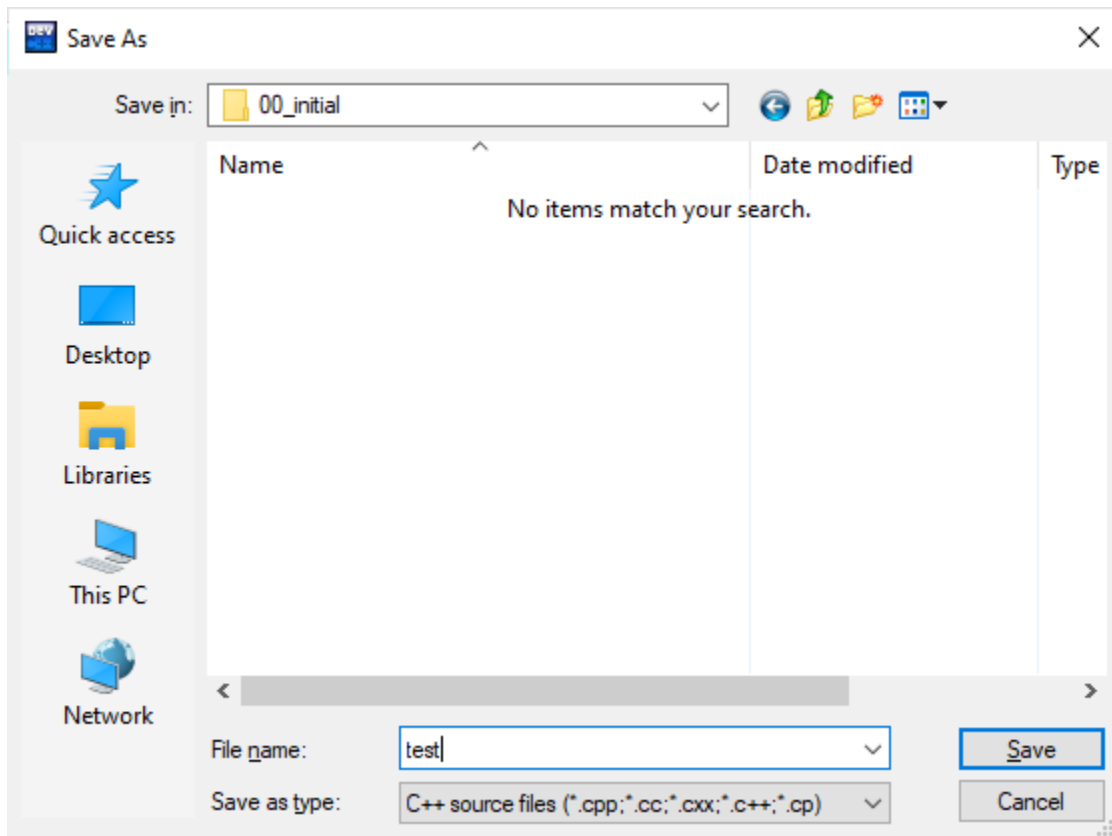 DEV
Save As
Save in: 00_initial
Name Date modified Type
No items match your search.
Quick access
Desktop
Libraries
This PC
Network
File name: test Save
Save as type: C++ source files (*.cpp;*.cc;*.cxx;*.c++;*.cp) Cancel